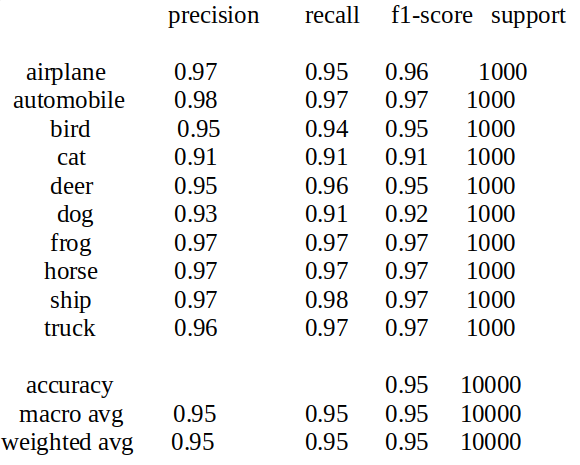 precision recall f1-score support
airplane 0.97 0.95 0.96 1000
automobile 0.98 0.97 0.97 1000
bird 0.95 0.94 0.95 1000
cat 0.91 0.91 0.91 1000
deer 0.95 0.96 0.95 1000
dog 0.93 0.91 0.92 1000
frog 0.97 0.97 0.97 1000
horse 0.97 0.97 0.97 1000
ship 0.97 0.98 0.97 1000
truck 0.96 0.97 0.97 1000
accuracy 0.95 10000
macro avg 0.95 0.95 0.95 10000
weighted avg 0.95 0.95 0.95 10000